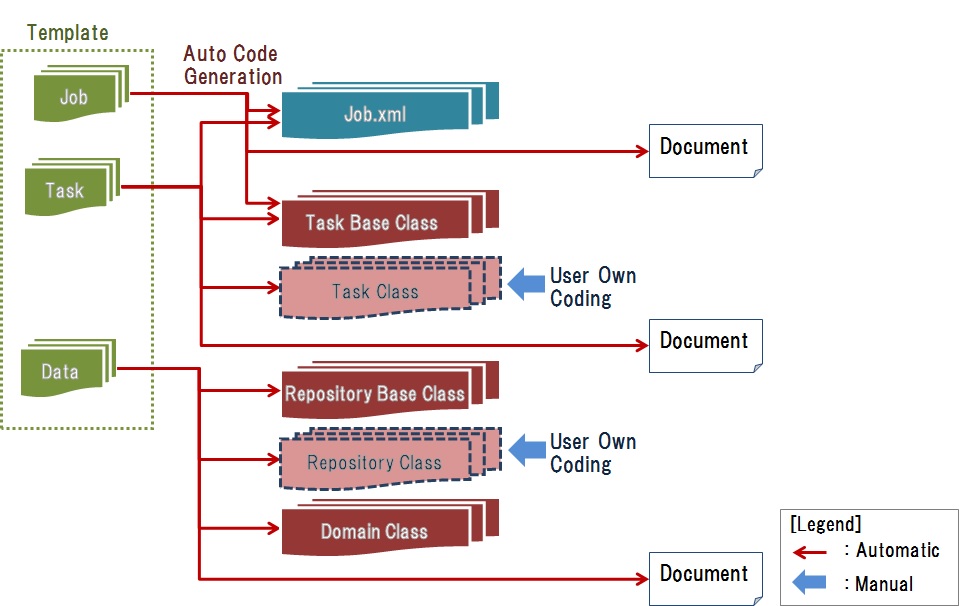 Template
Auto Code
Generation
Job
Job.xml
Document
Task
Task Base Class
Task Class
User Own
Coding
Document
Data
Repository Base Class
Repository Class
User Own
Coding
Domain Class
Document
[Legend]
: Automatic
: Manual